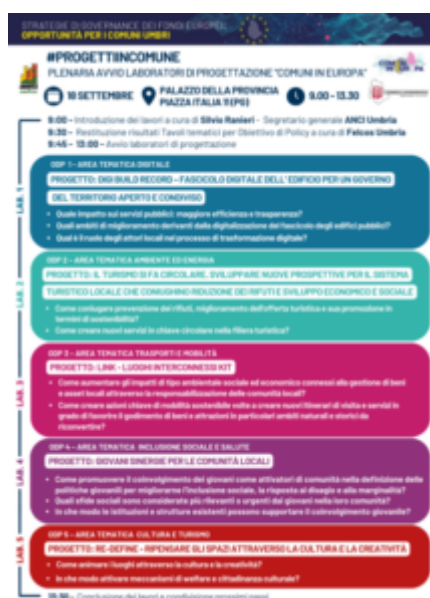 STRATEGIE DI GOVERNANCE DEI FONDI EUROPEI
OPPORTUNITÀ PER I COMUNI UMBRI
#PROGETTIINCOMUNE
PLENARIA AVVIO LABORATORI DI PROGETTAZIONE "COMUNI IN EUROPA"
18 SETTEMBRE
PALAZZO DELLA PROVINCIA
PIAZZA ITALIA 11 (PG)
9.00 - 13.30
9:00 - Introduzione dei lavori a cura di Silvio Ranieri - Segretario generale ANCI Umbria
9:30 - Restituzione risultati Tavoli tematici per Obiettivo di Policy a cura di Felcos Umbria
9:45 - 13:00 - Avvio laboratori di progettazione
LAB. 1
ODP 1 - AREA TEMATICA DIGITALE
PROGETTO: DIGI BUILD RECORD - FASCICOLO DIGITALE DELL'EDIFICIO PER UN GOVERNO
DEL TERRITORIO APERTO E CONDIVISO
• Quale impatto sui servizi pubblici: maggiore efficienza e trasparenza?
• Quali ambiti di miglioramento derivanti dalla digitalizzazione del fascicolo degli edifici pubblici?
• Qual è il ruolo degli attori locali nel processo di trasformazione digitale?
LAB. 2
ODP 2 - AREA TEMATICA AMBIENTE ED ENERGIA
PROGETTO: IL TURISMO SI FA CIRCOLARE. SVILUPPARE NUOVE PROSPETTIVE PER IL SISTEMA
TURISTICO LOCALE CHE CONIUGHINO RIDUZIONE DEI RIFIUTI E SVILUPPO ECONOMICO E SOCIALE
• Come coniugare prevenzione dei rifiuti, miglioramento dell'offerta turistica e sua promozione in
termini di sostenibilità?
• Come creare nuovi servizi in chiave circolare nella filiera turistica?
LAB. 3
ODP 3 - AREA TEMATICA TRASPORTI E MOBILITÀ
PROGETTO: LINK - LUOGHI INTERCONNESSI KIT
• Come aumentare gli impatti di tipo ambientale sociale ed economico connessi alla gestione di beni
e asset locali attraverso la responsabilizzazione delle comunità locali?
• Come creare azioni chiave di mobilità sostenibile volte a creare nuovi itinerari di visita e servizi in
grado di favorire il godimento di beni e attrazioni in particolari ambiti naturali e storici da
riconvertire?
LAB. 4
ODP 4 - AREA TEMATICA INCLUSIONE SOCIALE E SALUTE
PROGETTO: GIOVANI SINERGIE PER LE COMUNITÀ LOCALI
• Come promuovere il coinvolgimento dei giovani come attivatori di comunità nella definizione delle
politiche giovanili per migliorarne l'inclusione sociale, la risposta al disagio e alla marginalità?
• Quali sfide sociali sono considerate più rilevanti o urgenti dai giovani nella loro comunità?
• In che modo le istituzioni e strutture esistenti possono supportare il coinvolgimento giovanile?
LAB. 5
ODP 5 - AREA TEMATICA CULTURA E TURISMO
PROGETTO: RE-DEFINE - RIPENSARE GLI SPAZI ATTRAVERSO LA CULTURA E LA CREATIVITÀ
• Come animare i luoghi attraverso la cultura e la creatività?
• In che modo attivare meccanismi di welfare e cittadinanza culturale?
13:30 - Conclusione dei lavori e condivisione prossimi passi